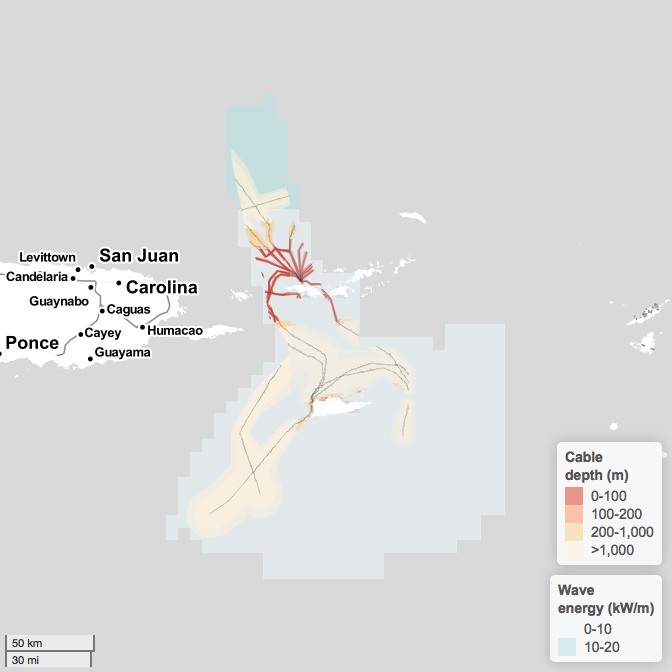 San Juan
Levittown
Candelaria
Carolina
Guaynabo
Caguas
Humacao
Cayey
Ponce
Guayama
Cable
depth (m)
0-100
100-200
200-1,000
>1,000
Wave
energy (kW/m)
0-10
10-20
50 km
30 mi